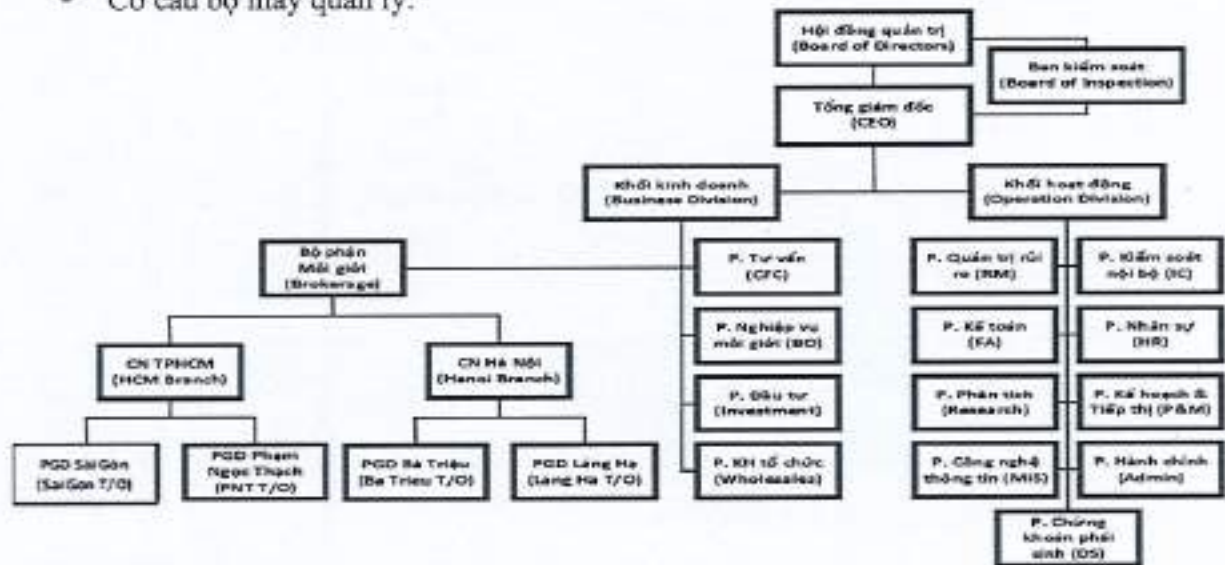 Cơ cấu bộ máy quản lý:
Hội đồng quản trị
(Board of Directors)
Ban kiểm soát
(Board of Inspection)
Tổng giám đốc
(CEO)
Khối kinh doanh
(Business Division)
Khối hoạt động
(Operation Division)
Bộ phận
Môi giới
(Brokerage)
P. Tư vấn
(CFC)
P. Quản trị rủi
ro (RM)
P. Kiểm soát
nội bộ (IC)
P. Nghiệp vụ
môi giới (BO)
P. Kế toán
(FA)
P. Nhân sự
(HR)
CN TPHCM
(HCM Branch)
CN Hà Nội
(Hanoi Branch)
P. Đầu tư
(Investment)
P. Phân tích
(Research)
P. Kế hoạch &
Tiếp thị (P&M)
PGD Sài Gòn
(SaiGon T/O)
PGD Phạm
Ngọc Thạch
(PNT T/O)
PGD Bà Triệu
(Ba Trieu T/O)
PGD Láng Hạ
(Lang Ha T/O)
P. KH tổ chức
(Wholesales)
P. Công nghệ
thông tin (MIS)
P. Hành chính
(Admin)
P. Chứng
khoán phái
sinh (DS)